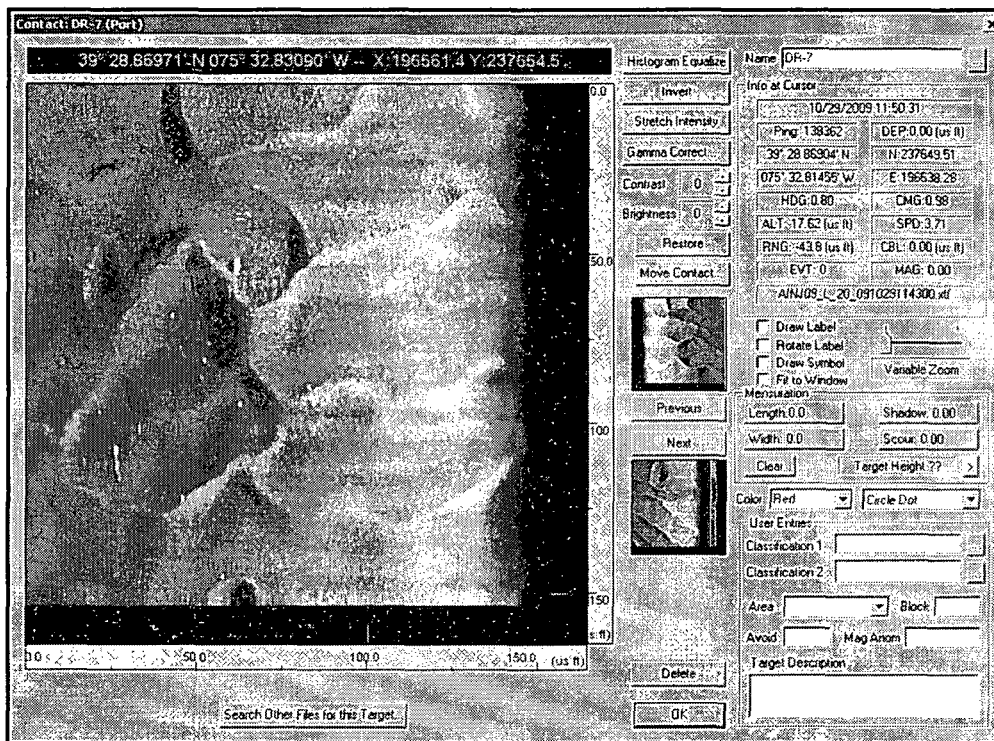 Contact: DR-7 (Port)
39° 28.86971' N 075° 32.83090' W -- X:196561.4 Y:237654.5
0.0
50.0
100
150
0.0
50.0
100.0
150.0 (us ft)
Histogram Equalize
Invert
Stretch Intensity
Gamma Correct...
Contrast 0
Brightness 0
Restore
Move Contact
Previous
Next
Delete
OK
Search Other Files for this Target...
Name DR-7
Info at Cursor
10/29/2009 11:50:31
Ping: 138362 DEP:0.00 (us ft)
39° 28.86904' N N:237649.51
075° 32.81455' W E:196638.28
HDG:0.80 CMG:0.98
ALT:-17.63 (us ft) SPD:3.71
RNG: -43.8 (us ft) CBL: 0.00 (us ft)
EVT: 0 MAG: 0.00
Draw Label
Rotate Label
Draw Symbol
Fit to Window
Variable Zoom
Mensuration
Length:0.0 Shadow: 0.00
Width: 0.0 Scour: 0.00
Clear Target Height ?? >
Color Red Circle Dot
User Entries
Classification 1
Classification 2
Area Block
Avoid Mag Anom
Target Description